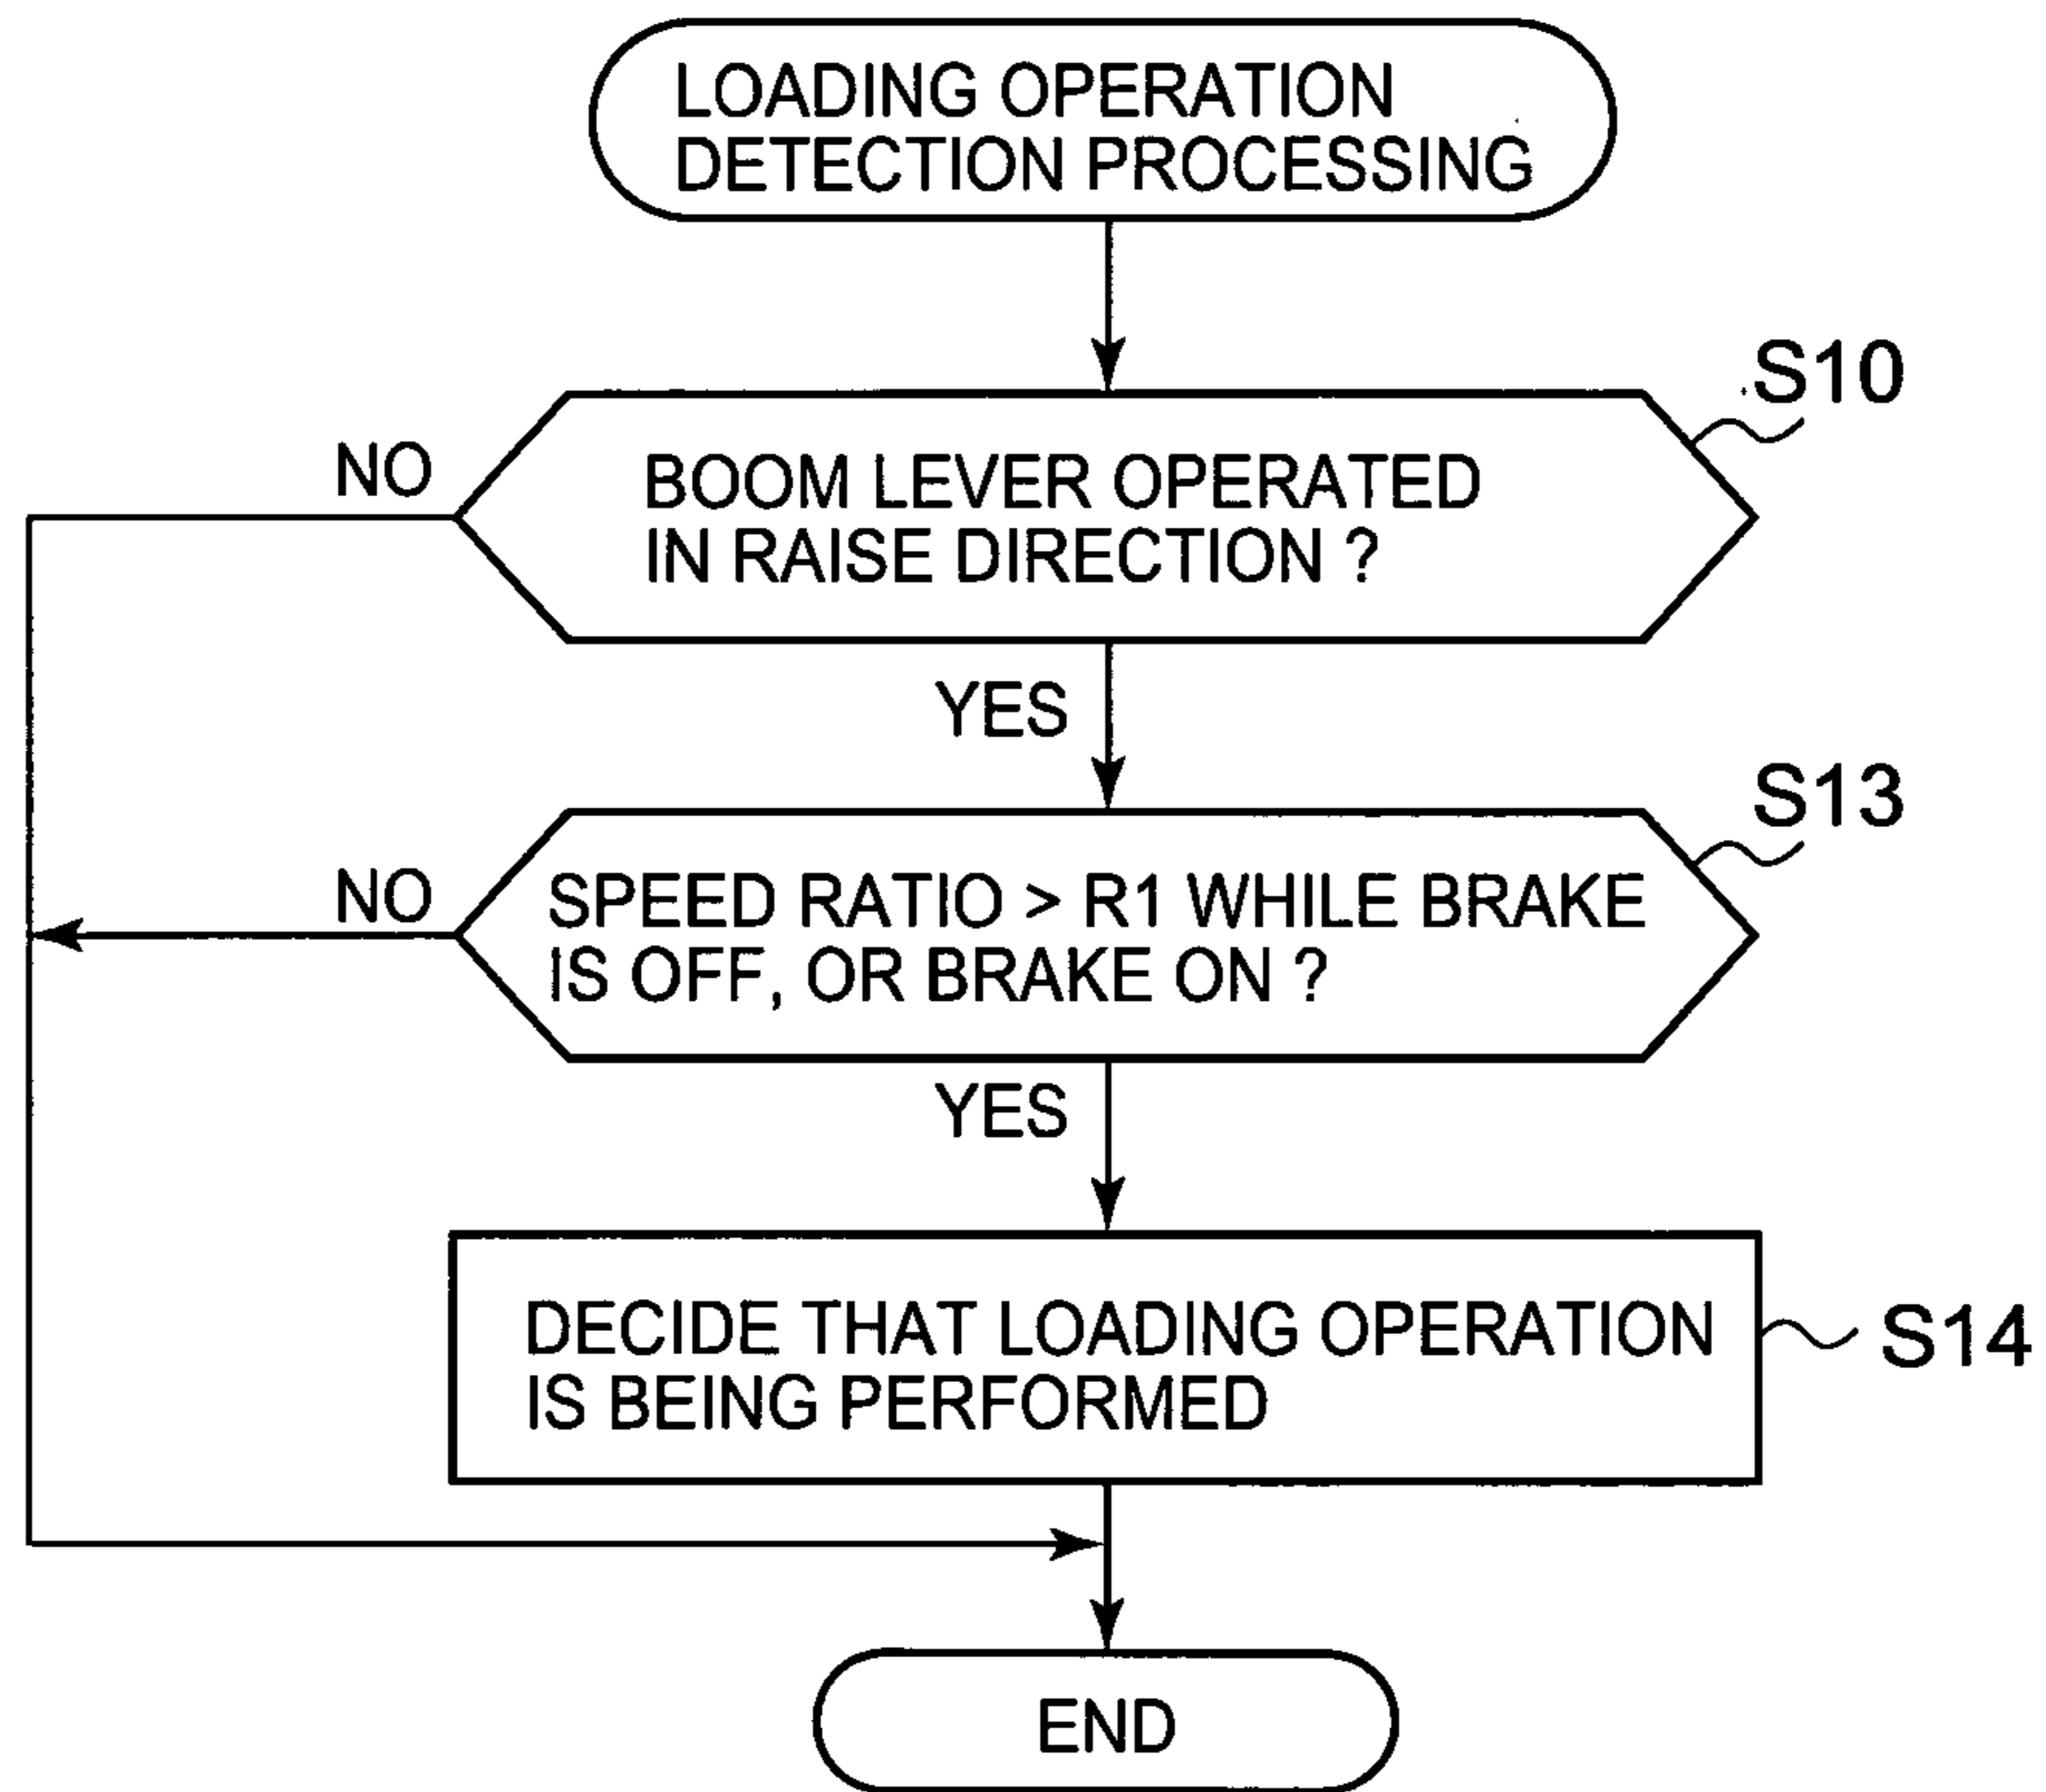 LOADING OPERATION
DETECTION PROCESSING
S10
NO
BOOM LEVER OPERATED
IN RAISE DIRECTION ?
YES
S13
NO
SPEED RATIO > R1 WHILE BRAKE
IS OFF, OR BRAKE ON ?
YES
DECIDE THAT LOADING OPERATION
IS BEING PERFORMED
S14
END